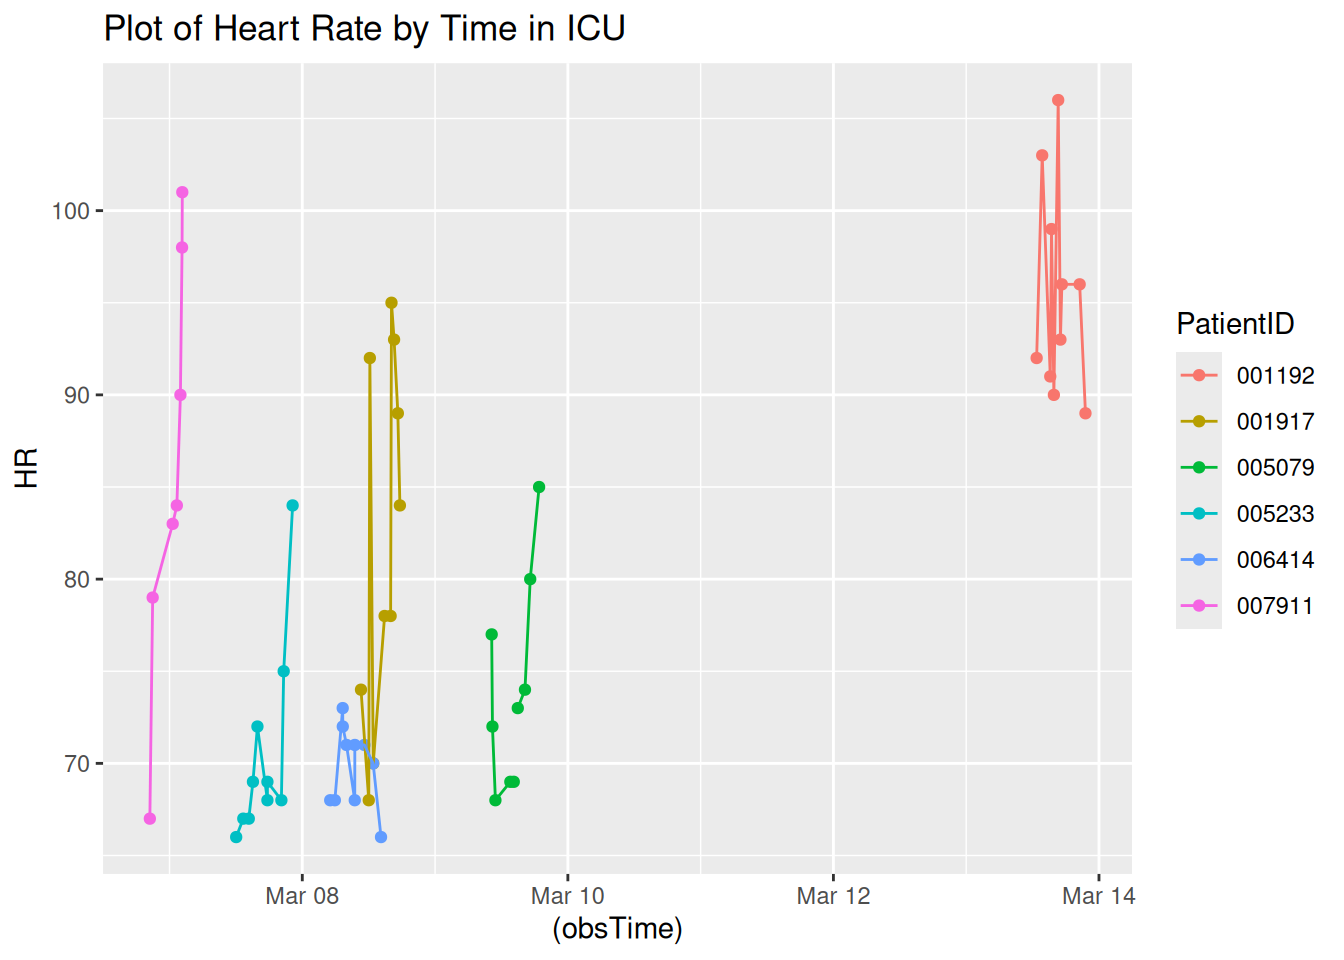 Plot of Heart Rate by Time in ICU
HR
100
90
80
70
Mar 08
Mar 10
Mar 12
Mar 14
(obsTime)
PatientID
001192
001917
005079
005233
006414
007911